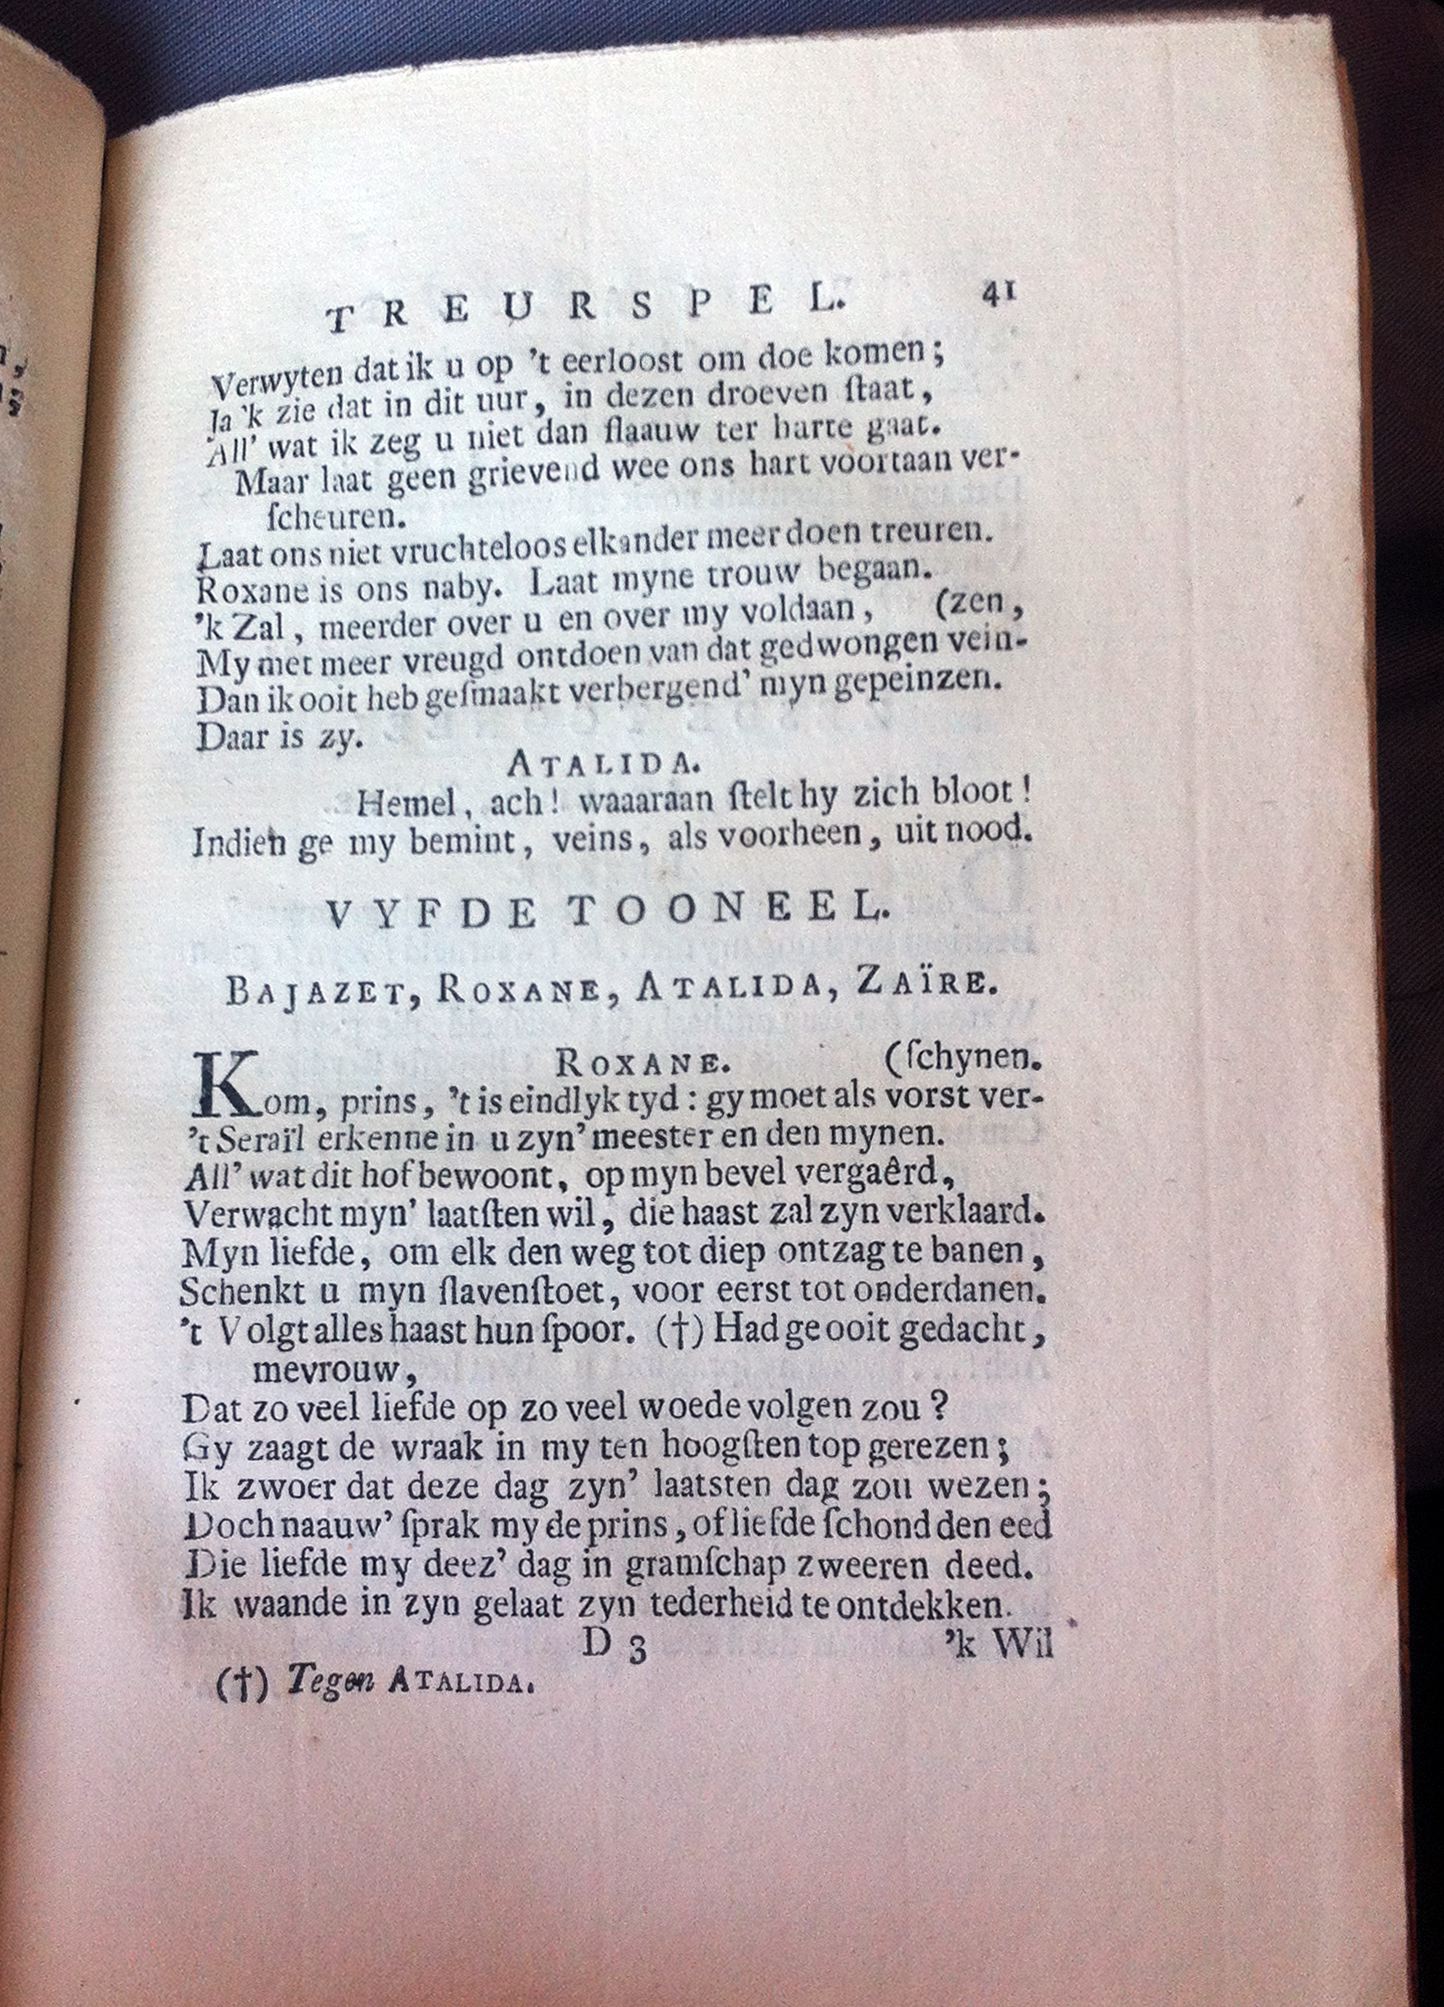 TREURSPEL. 41
Verwyten dat ik u op 't eerloost om doe komen;
Ja 'k zie dat in dit uur, in dezen droeven ſtaat,
All' wat ik zeg u niet dan ſlaauw ter harte gaat.
Maar laat geen grievend wee ons hart voortaan ver-
ſcheuren.
Laat ons niet vruchteloos elkander meer doen treuren.
Roxane is ons naby. Laat myne trouw begaan.
'k Zal, meerder over u en over my voldaan, (zen,
My met meer vreugd ontdoen van dat gedwongen vein-
Dan ik ooit heb geſmaakt verbergend' myn gepeinzen.
Daar is zy.
ATALIDA.
Hemel, ach! waaaraan ſtelt hy zich bloot!
Indien ge my bemint, veins, als voorheen, uit nood.
VYFDE TOONEEL.
BAJAZET, ROXANE, ATALIDA, ZAÏRE.
ROXANE. (ſchynen.
Kom, prins, 't is eindlyk tyd: gy moet als vorst ver-
't Seraïl erkenne in u zyn' meester en den mynen.
All' wat dit hof bewoont, op myn bevel vergaêrd,
Verwacht myn' laatſten wil, die haast zal zyn verklaard.
Myn liefde, om elk den weg tot diep ontzag te banen,
Schenkt u myn ſlavenſtoet, voor eerst tot onderdanen.
't Volgt alles haast hun ſpoor. (†) Had ge ooit gedacht,
mevrouw,
Dat zo veel liefde op zo veel woede volgen zou?
Gy zaagt de wraak in my ten hoogſten top gerezen;
Ik zwoer dat deze dag zyn' laatsten dag zou wezen;
Doch naauw' ſprak my de prins, of liefde ſchond den eed
Die liefde my deez' dag in gramſchap zweeren deed.
Ik waande in zyn gelaat zyn tederheid te ontdekken.
D 3 'k Wil
(†) Tegen ATALIDA.